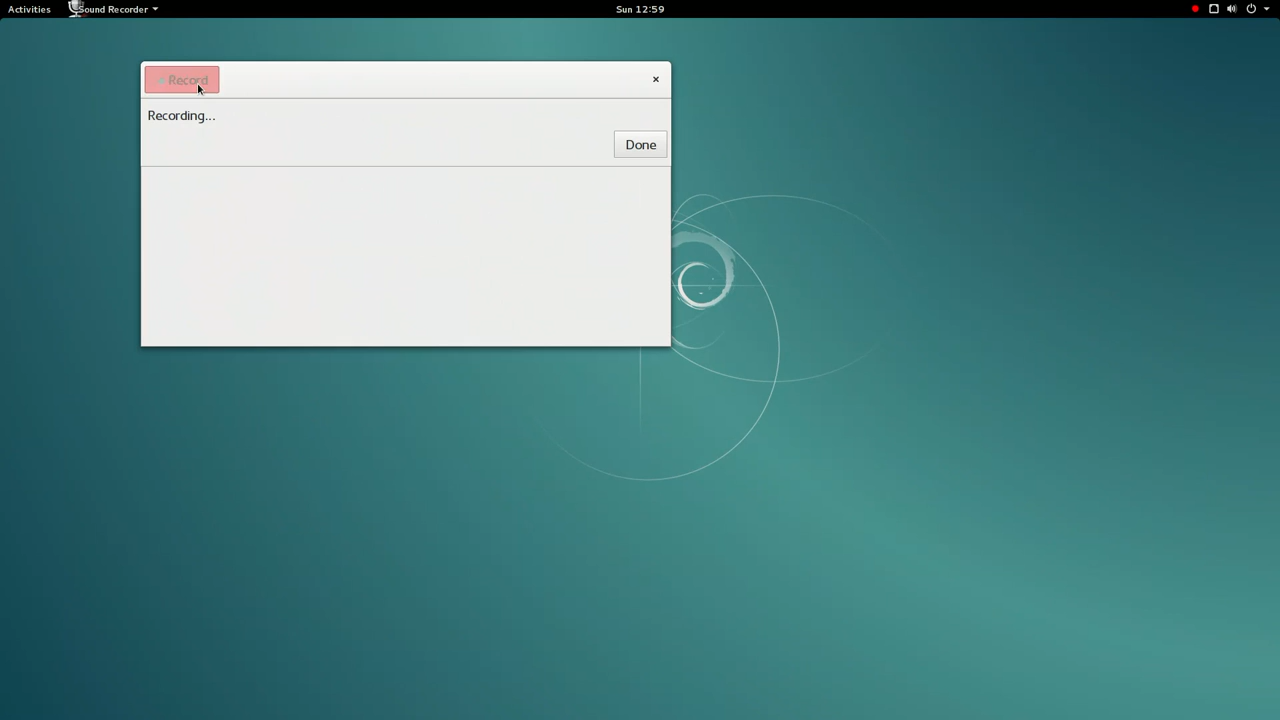 Activities
Sound Recorder
Sun 12:59
Record
Recording...
Done